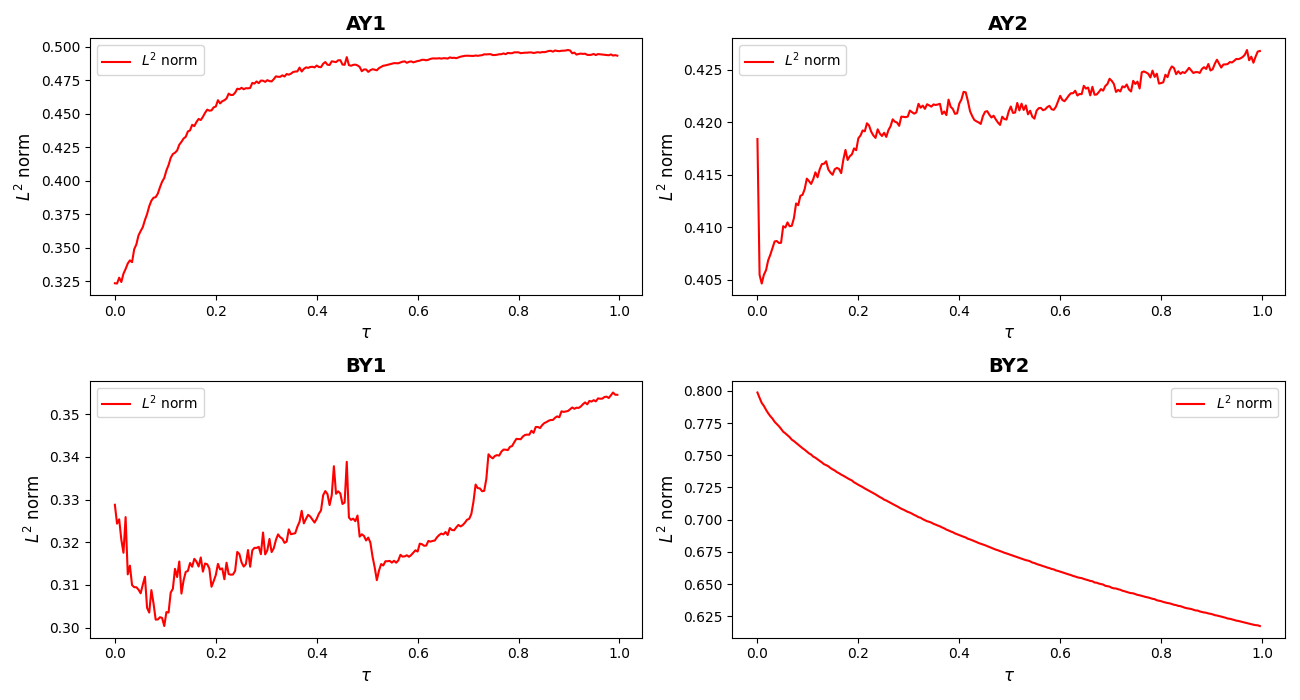 AY1
L² norm
0.500
0.475
0.450
0.425
0.400
0.375
0.350
0.325
L² norm
0.0 0.2 0.4 0.6 0.8 1.0
τ
AY2
L² norm
0.425
0.420
0.415
0.410
0.405
L² norm
0.0 0.2 0.4 0.6 0.8 1.0
τ
BY1
L² norm
0.35
0.34
0.33
0.32
0.31
0.30
L² norm
0.0 0.2 0.4 0.6 0.8 1.0
τ
BY2
L² norm
0.800
0.775
0.750
0.725
0.700
0.675
0.650
0.625
L² norm
0.0 0.2 0.4 0.6 0.8 1.0
τ